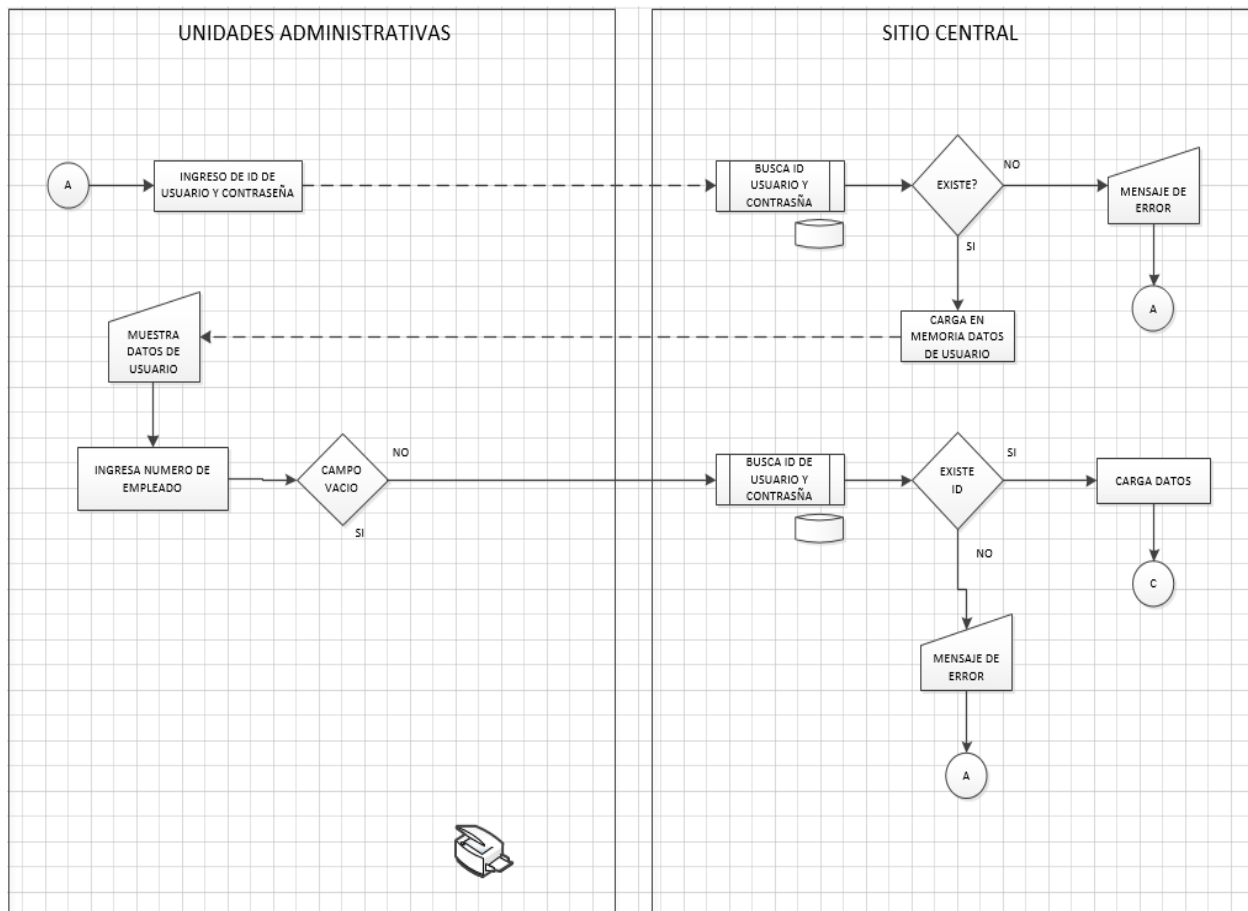 UNIDADES ADMINISTRATIVAS
SITIO CENTRAL
A
INGRESO DE ID DE
USUARIO Y CONTRASEÑA
BUSCA ID
USUARIO Y
CONTRASÑA
EXISTE?
NO
MENSAJE DE
ERROR
SI
A
MUESTRA
DATOS DE
USUARIO
CARGA EN
MEMORIA DATOS
DE USUARIO
INGRESA NUMERO DE
EMPLEADO
CAMPO
VACIO
NO
SI
BUSCA ID DE
USUARIO Y
CONTRASÑA
EXISTE
ID
SI
CARGA DATOS
NO
C
MENSAJE DE
ERROR
A